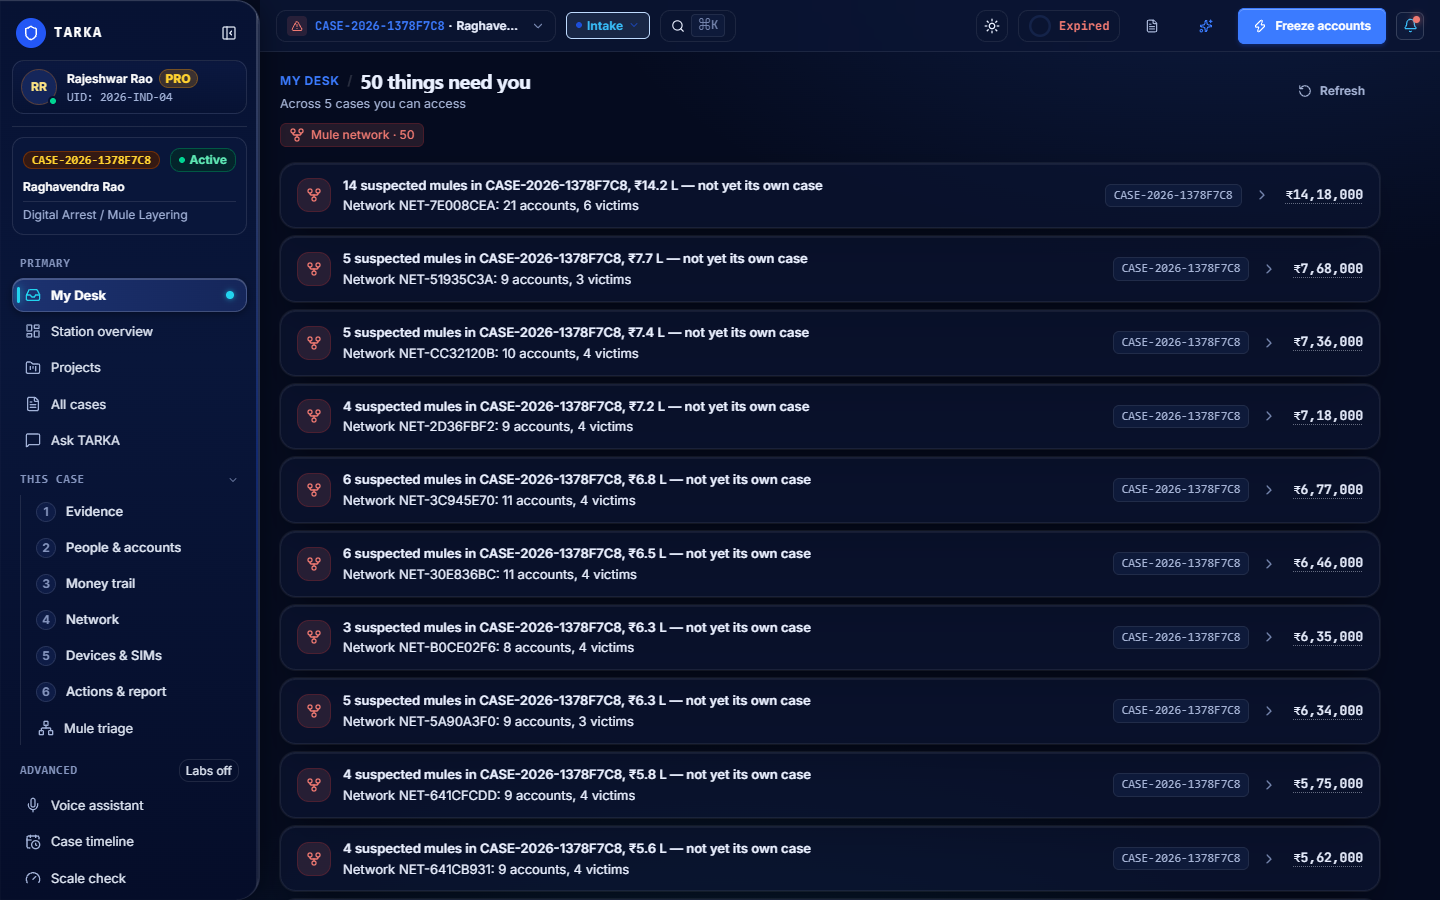 TARKA
Rajeshwar Rao PRO
RR
UID: 2026-IND-04
CASE-2026-1378F7C8 Active
Raghavendra Rao
Digital Arrest / Mule Layering
PRIMARY
My Desk
Station overview
Projects
All cases
Ask TARKA
THIS CASE
1 Evidence
2 People & accounts
3 Money trail
4 Network
5 Devices & SIMs
6 Actions & report
Mule triage
ADVANCED Labs off
Voice assistant
Case timeline
Scale check
CASE-2026-1378F7C8 · Raghave... Intake ⌘K Expired Freeze accounts
MY DESK / 50 things need you
Across 5 cases you can access
Refresh
Mule network · 50
14 suspected mules in CASE-2026-1378F7C8, ₹14.2 L — not yet its own case
Network NET-7E008CEA: 21 accounts, 6 victims
CASE-2026-1378F7C8 ₹14,18,000
5 suspected mules in CASE-2026-1378F7C8, ₹7.7 L — not yet its own case
Network NET-51935C3A: 9 accounts, 3 victims
CASE-2026-1378F7C8 ₹7,68,000
5 suspected mules in CASE-2026-1378F7C8, ₹7.4 L — not yet its own case
Network NET-CC32120B: 10 accounts, 4 victims
CASE-2026-1378F7C8 ₹7,36,000
4 suspected mules in CASE-2026-1378F7C8, ₹7.2 L — not yet its own case
Network NET-2D36FBF2: 9 accounts, 4 victims
CASE-2026-1378F7C8 ₹7,18,000
6 suspected mules in CASE-2026-1378F7C8, ₹6.8 L — not yet its own case
Network NET-3C945E70: 11 accounts, 4 victims
CASE-2026-1378F7C8 ₹6,77,000
6 suspected mules in CASE-2026-1378F7C8, ₹6.5 L — not yet its own case
Network NET-30E836BC: 11 accounts, 4 victims
CASE-2026-1378F7C8 ₹6,46,000
3 suspected mules in CASE-2026-1378F7C8, ₹6.3 L — not yet its own case
Network NET-B0CE02F6: 8 accounts, 4 victims
CASE-2026-1378F7C8 ₹6,35,000
5 suspected mules in CASE-2026-1378F7C8, ₹6.3 L — not yet its own case
Network NET-5A90A3F0: 9 accounts, 3 victims
CASE-2026-1378F7C8 ₹6,34,000
4 suspected mules in CASE-2026-1378F7C8, ₹5.8 L — not yet its own case
Network NET-641CFCDD: 9 accounts, 4 victims
CASE-2026-1378F7C8 ₹5,75,000
4 suspected mules in CASE-2026-1378F7C8, ₹5.6 L — not yet its own case
Network NET-641CB931: 9 accounts, 4 victims
CASE-2026-1378F7C8 ₹5,62,000